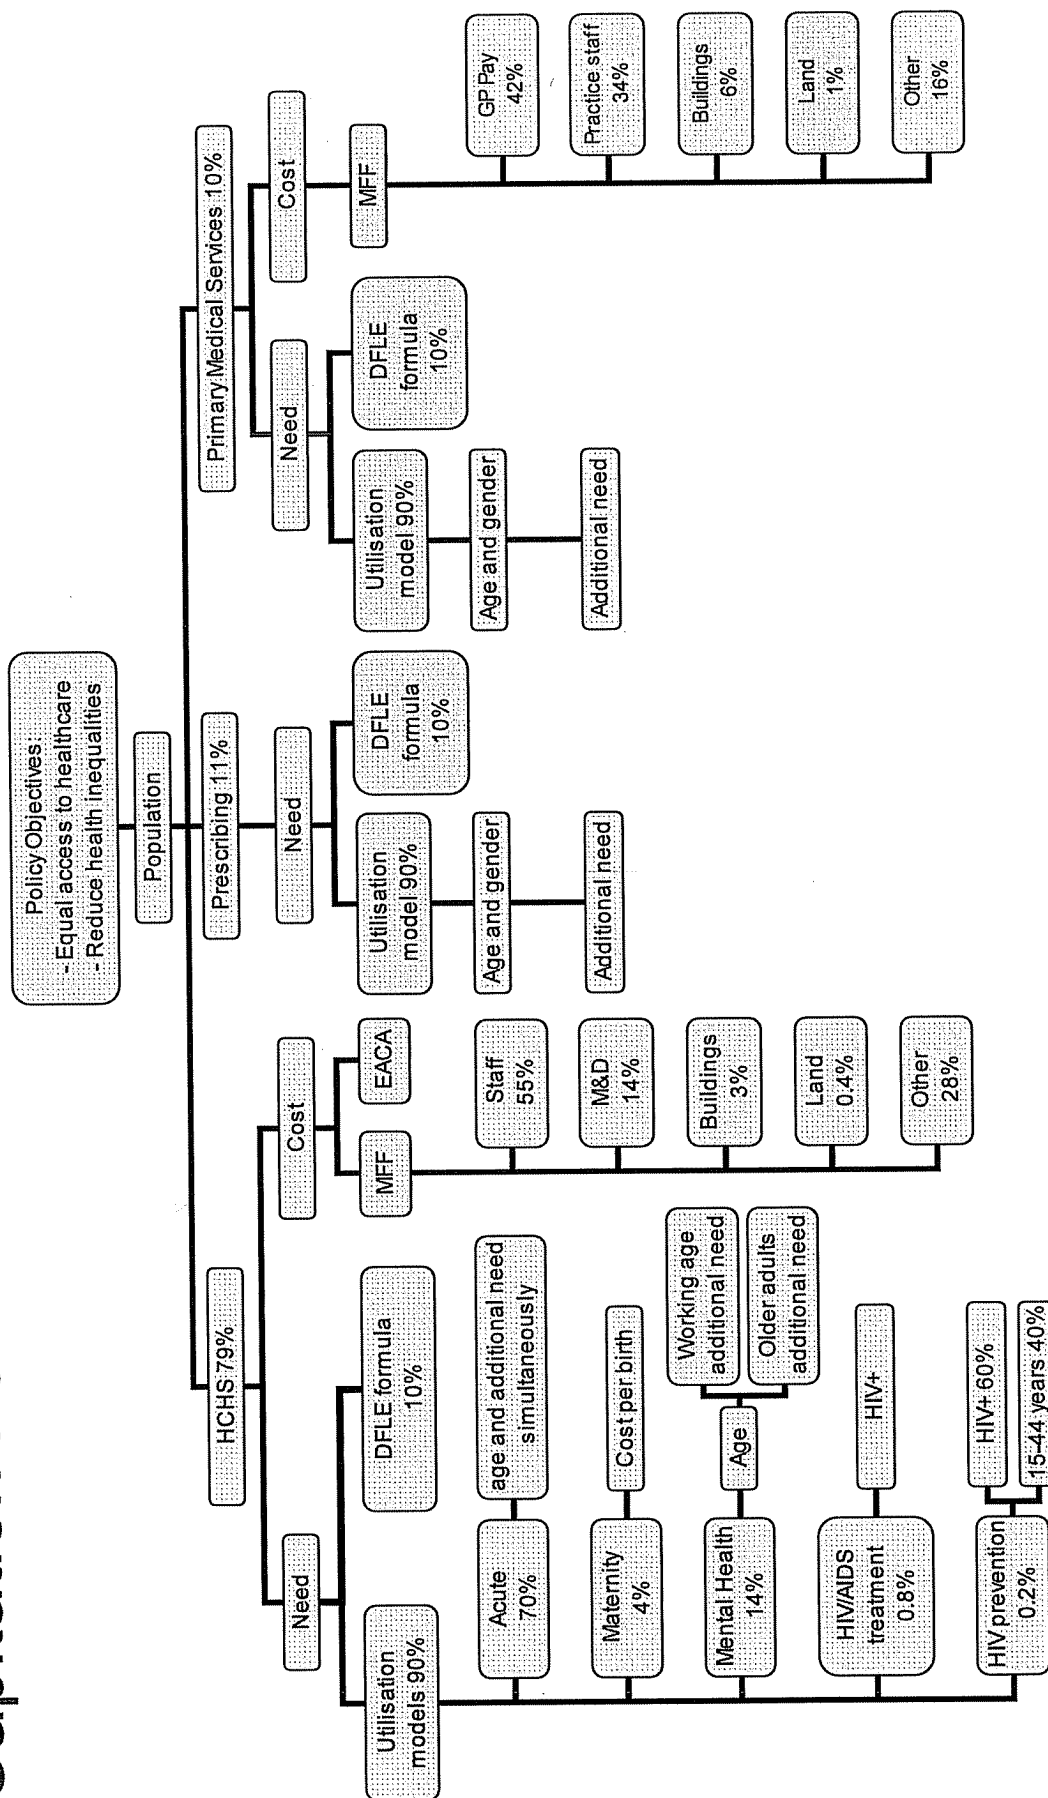 Policy Objectives:
- Equal access to healthcare
- Reduce health inequalities
Population
HCHS 79%
Prescribing 11%
Primary Medical Services 10%
Need
Cost
Need
Need
Cost
Utilisation
models 90%
DFLE formula
10%
MFF
EACA
Utilisation
model 90%
DFLE
formula
10%
Utilisation
model 90%
DFLE
formula
10%
MFF
Acute
70%
age and additional need
simultaneously
Maternity
4%
Cost per birth
Mental Health
14%
Age
Working age
additional need
Older adults
additional need
HIV/AIDS
treatment
0.8%
HIV+
HIV prevention
0.2%
HIV+ 60%
15-44 years 40%
Staff
55%
M&D
14%
Buildings
3%
Land
0.4%
Other
28%
Age and gender
Additional need
Age and gender
Additional need
GP Pay
42%
Practice staff
34%
Buildings
6%
Land
1%
Other
16%